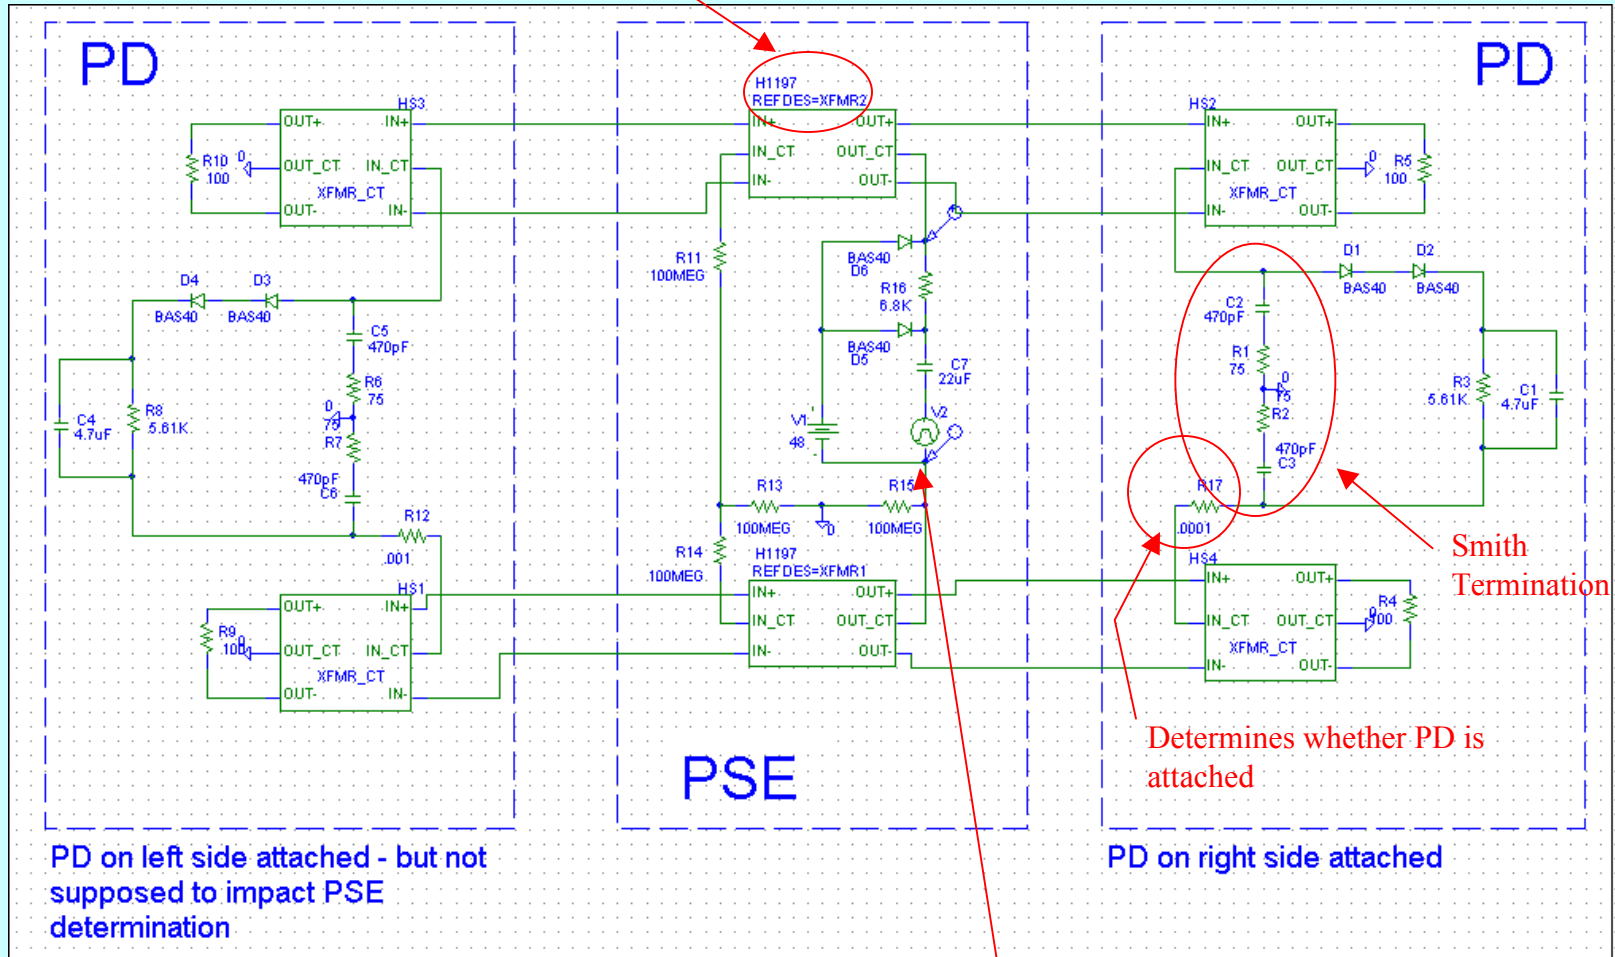 PD
HS3
OUT+ IN+
R10
100
0
OUT_CT IN_CT
XFMR_CT
OUT- IN-
D4 D3
BAS40 BAS40
C5
470pF
R6
75
0
75
R7
470pF
C6
C4
4.7uF
R8
5.61K
R12
.001
HS1
OUT+ IN+
R9
100
OUT_CT IN_CT
XFMR_CT
OUT- IN-
PD on left side attached - but not
supposed to impact PSE
determination
H1197
REFDES=XFMR2
IN+ OUT+
IN_CT OUT_CT
IN- OUT-
R11
100MEG
BAS40
D6
R16
6.8K
BAS40
D5
C7
22uF
V1
48
V2
R13 R15
100MEG 0 100MEG
R14
100MEG
H1197
REFDES=XFMR1
IN+ OUT+
IN_CT OUT_CT
IN- OUT-
PSE
PD
HS2
IN+ OUT+
IN_CT OUT_CT
0
R5
100
XFMR_CT
IN- OUT-
D1 D2
BAS40 BAS40
C2
470pF
R1
75
0
75
R2
470pF
C3
R3
5.61K
C1
4.7uF
R17
.0001
Smith
Termination
HS4
IN+ OUT+
IN_CT OUT_CT
R4
XFMR_CT
IN- OUT-
Determines whether PD is
attached
PD on right side attached